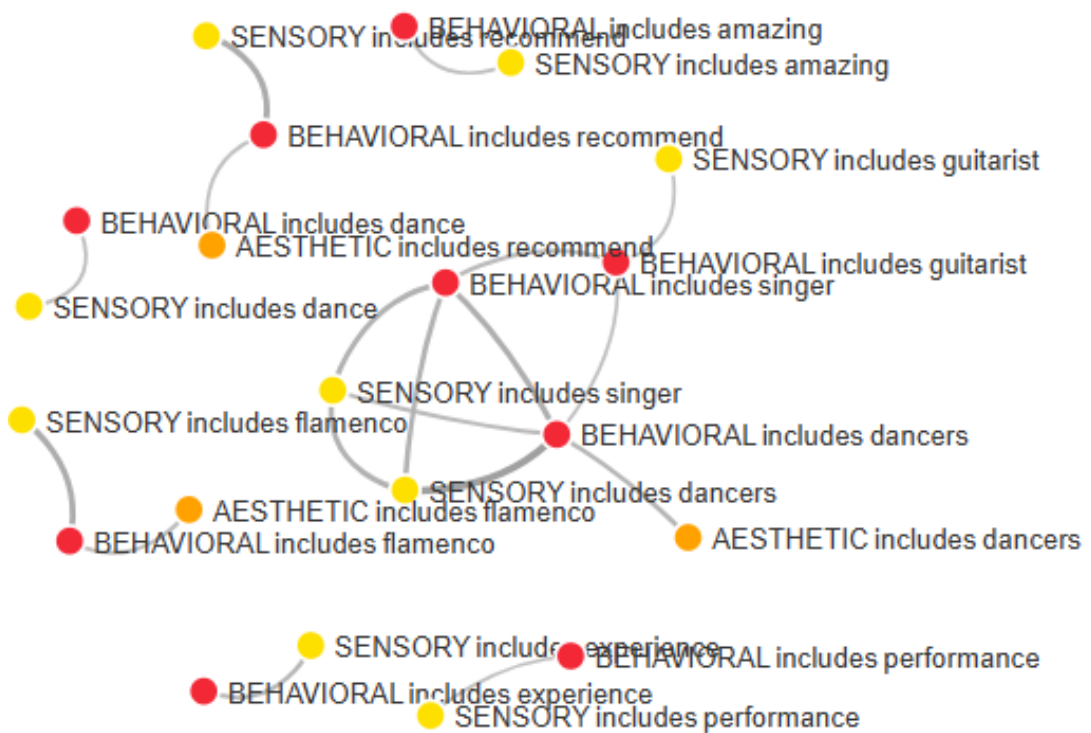 BEHAVIORAL includes amazing
SENSORY includes recommend
SENSORY includes amazing
BEHAVIORAL includes recommend
SENSORY includes guitarist
BEHAVIORAL includes dance
AESTHETIC includes recommend
BEHAVIORAL includes guitarist
BEHAVIORAL includes singer
SENSORY includes dance
SENSORY includes singer
SENSORY includes flamenco
BEHAVIORAL includes dancers
SENSORY includes dancers
AESTHETIC includes flamenco
BEHAVIORAL includes flamenco
AESTHETIC includes dancers
SENSORY includes experience
BEHAVIORAL includes performance
BEHAVIORAL includes experience
SENSORY includes performance